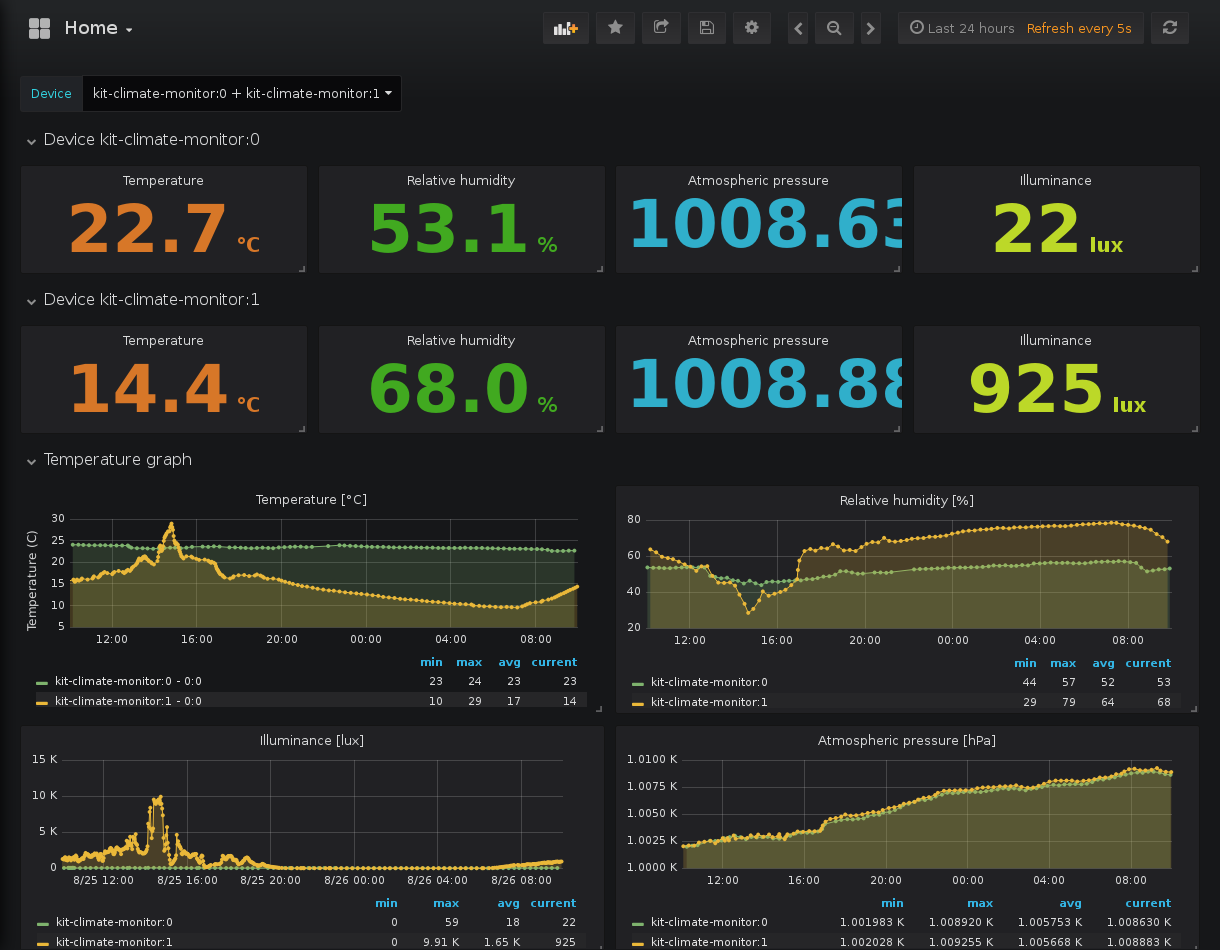 Home
Last 24 hours Refresh every 5s
Device kit-climate-monitor:0 + kit-climate-monitor:1
Device kit-climate-monitor:0
Temperature Relative humidity Atmospheric pressure Illuminance
22.7 °C 53.1 % 1008.63 22 lux
Device kit-climate-monitor:1
Temperature Relative humidity Atmospheric pressure Illuminance
14.4 °C 68.0 % 1008.88 925 lux
Temperature graph
Temperature [°C]
Temperature (C)
30
25
20
15
10
5
12:00 16:00 20:00 00:00 04:00 08:00
min max avg current
kit-climate-monitor:0 - 0:0 23 24 23 23
kit-climate-monitor:1 - 0:0 10 29 17 14
Relative humidity [%]
80
60
40
20
12:00 16:00 20:00 00:00 04:00 08:00
min max avg current
kit-climate-monitor:0 44 57 52 53
kit-climate-monitor:1 29 79 64 68
Illuminance [lux]
15 K
10 K
5 K
0
8/25 12:00 8/25 16:00 8/25 20:00 8/26 00:00 8/26 04:00 8/26 08:00
min max avg current
kit-climate-monitor:0 0 59 18 22
kit-climate-monitor:1 0 9.91 K 1.65 K 925
Atmospheric pressure [hPa]
1.0100 K
1.0075 K
1.0050 K
1.0025 K
1.0000 K
12:00 16:00 20:00 00:00 04:00 08:00
min max avg current
kit-climate-monitor:0 1.001983 K 1.008920 K 1.005753 K 1.008630 K
kit-climate-monitor:1 1.002028 K 1.009255 K 1.005668 K 1.008883 K